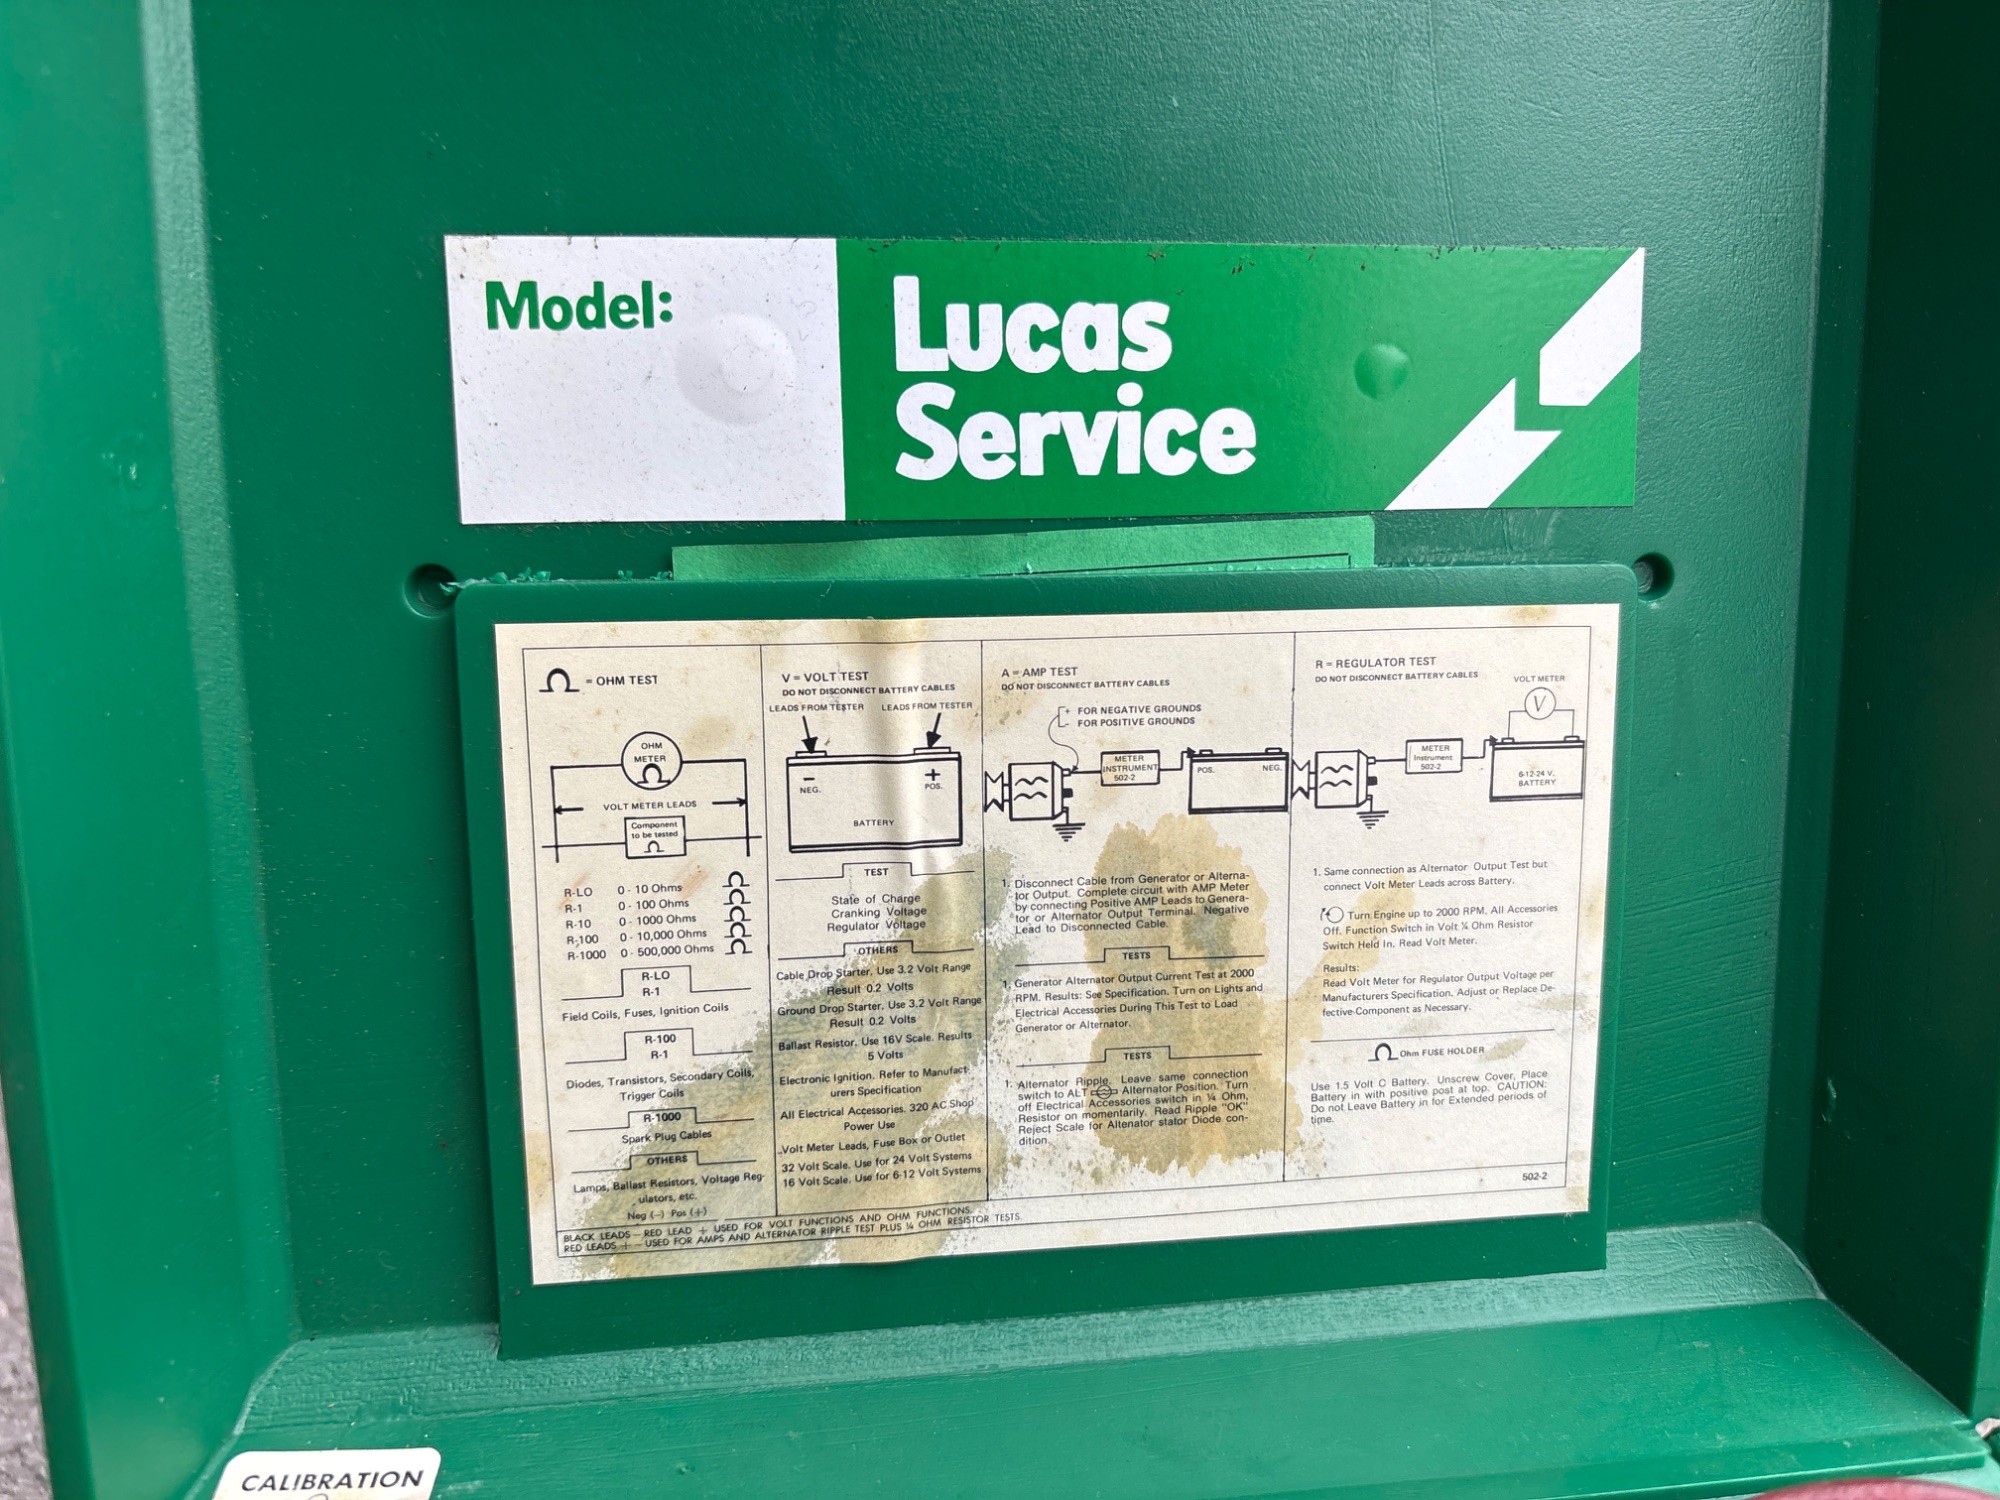 Model:
Lucas
Service
Ω = OHM TEST
OHM
METER
Ω
VOLT METER LEADS
Component
to be tested
Ω
R-LO 0 - 10 Ohms
R-1 0 - 100 Ohms
R-10 0 - 1000 Ohms
R-100 0 - 10,000 Ohms
R-1000 0 - 500,000 Ohms
R-LO
R-1
Field Coils, Fuses, Ignition Coils
R-100
R-1
Diodes, Transistors, Secondary Coils,
Trigger Coils
R-1000
Spark Plug Cables
OTHERS
Lamps, Ballast Resistors, Voltage Reg-
ulators, etc.
Neg (-) Pos (+)
V = VOLT TEST
DO NOT DISCONNECT BATTERY CABLES
LEADS FROM TESTER LEADS FROM TESTER
− +
NEG. POS.
BATTERY
TEST
State of Charge
Cranking Voltage
Regulator Voltage
OTHERS
Cable Drop Starter. Use 3.2 Volt Range
Result 0.2 Volts
Ground Drop Starter. Use 3.2 Volt Range
Result 0.2 Volts
Ballast Resistor. Use 16V Scale. Results
5 Volts
Electronic Ignition. Refer to Manufact
urers Specification
All Electrical Accessories. 320 AC Shop
Power Use
Volt Meter Leads, Fuse Box or Outlet
32 Volt Scale. Use for 24 Volt Systems
16 Volt Scale. Use for 6-12 Volt Systems
A = AMP TEST
DO NOT DISCONNECT BATTERY CABLES
+ FOR NEGATIVE GROUNDS
- FOR POSITIVE GROUNDS
METER
INSTRUMENT
502-2
POS. NEG.
1. Disconnect Cable from Generator or Alterna-
tor Output. Complete circuit with AMP Meter
by connecting Positive AMP Leads to Genera-
tor or Alternator Output Terminal. Negative
Lead to Disconnected Cable.
TESTS
1. Generator Alternator Output Current Test at 2000
RPM. Results: See Specification. Turn on Lights and
Electrical Accessories During This Test to Load
Generator or Alternator.
TESTS
1. Alternator Ripple. Leave same connection
switch to ALT Alternator Position. Turn
off Electrical Accessories switch in ¼ Ohm,
Resistor on momentarily. Read Ripple "OK"
Reject Scale for Altenator stator Diode con-
dition.
R = REGULATOR TEST
DO NOT DISCONNECT BATTERY CABLES
VOLT METER
V
METER
Instrument
502-2
6-12-24 V.
BATTERY
1. Same connection as Alternator Output Test but
connect Volt Meter Leads across Battery.
Turn Engine up to 2000 RPM. All Accessories
Off. Function Switch in Volt ¼ Ohm Resistor
Switch Held In. Read Volt Meter.
Results:
Read Volt Meter for Regulator Output Voltage per
Manufacturers Specification. Adjust or Replace De-
fective Component as Necessary.
Ω Ohm FUSE HOLDER
Use 1.5 Volt C Battery. Unscrew Cover, Place
Battery in with positive post at top. CAUTION:
Do not Leave Battery in for Extended periods of
time.
502-2
BLACK LEADS - RED LEAD + USED FOR VOLT FUNCTIONS AND OHM FUNCTIONS.
RED LEADS + - USED FOR AMPS AND ALTERNATOR RIPPLE TEST PLUS ¼ OHM RESISTOR TESTS.
CALIBRATION